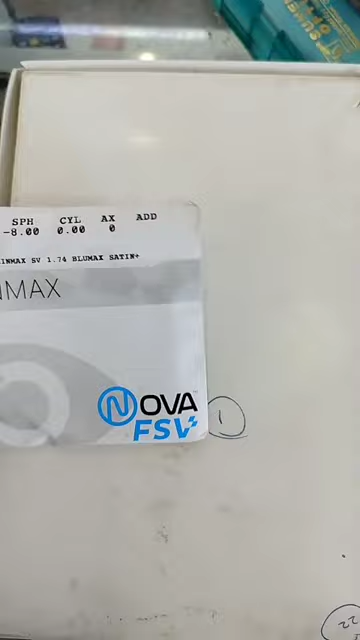 SPH CYL AX ADD
-8.00 0.00 0
INMAX SV 1.74 BLUMAX SATIN+
NMAX
NOVA
FSV
1
22